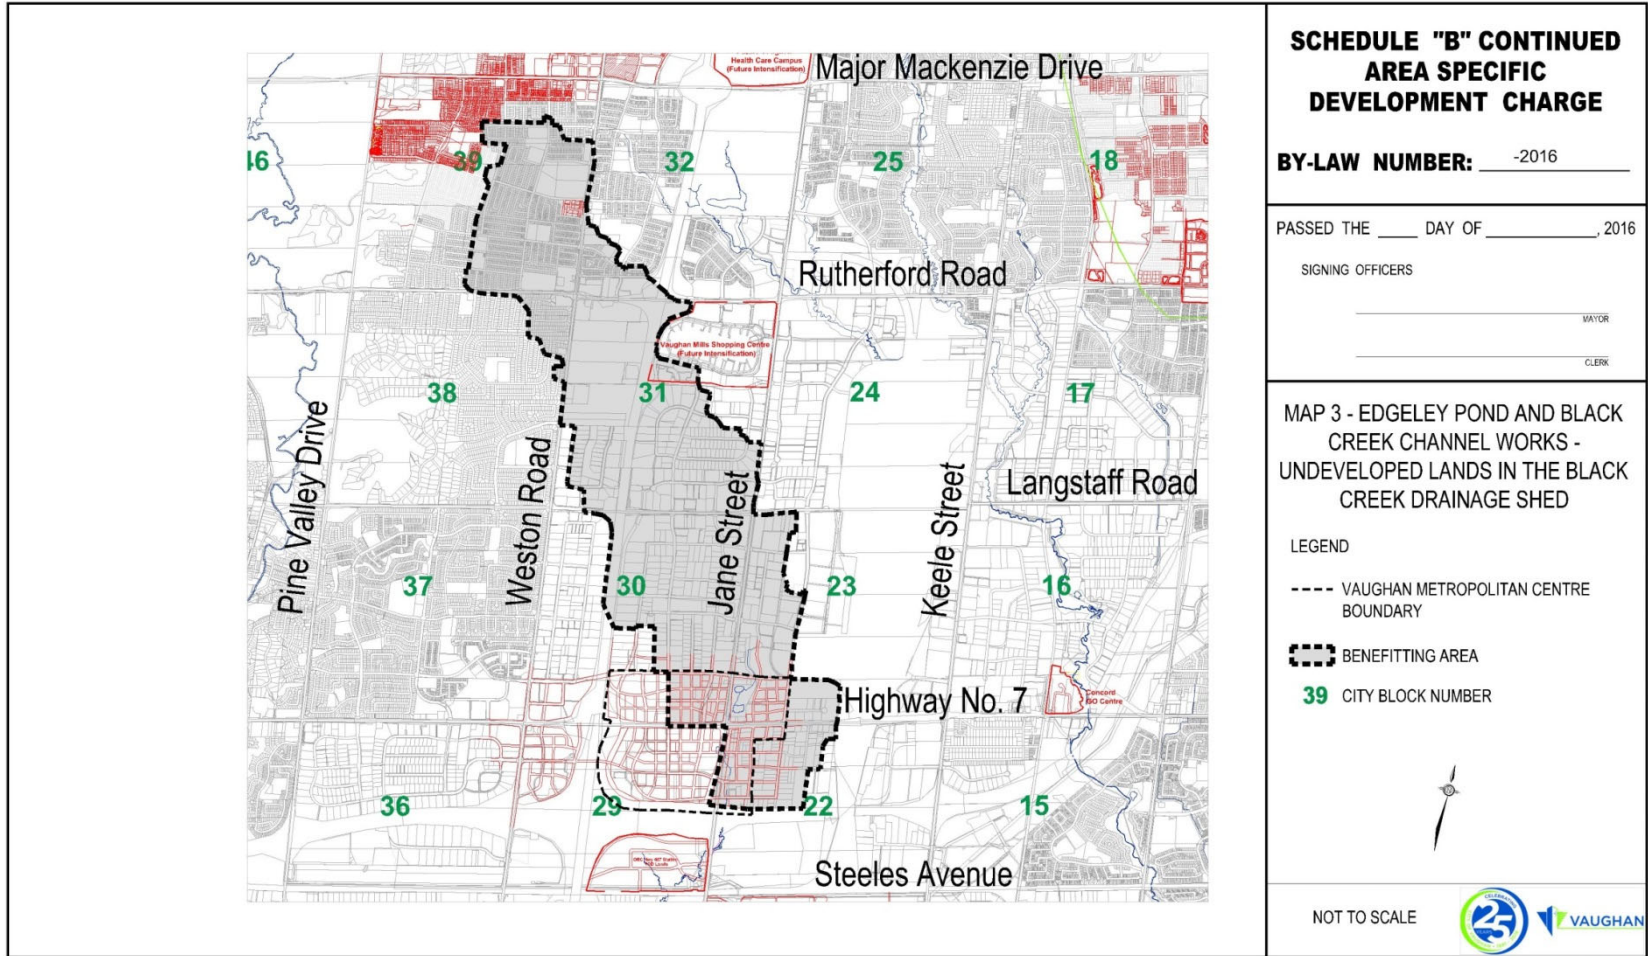 Health Care Campus
(Future Intensification)
Major Mackenzie Drive
46
39
32
25
18
Rutherford Road
Vaughan Mills Shopping Centre
(Future Intensification)
38
31
24
17
Pine Valley Drive
Weston Road
Jane Street
Keele Street
Langstaff Road
37
30
23
16
Highway No. 7
Concord
GO Centre
36
29
22
15
Steeles Avenue
SCHEDULE "B" CONTINUED
AREA SPECIFIC
DEVELOPMENT CHARGE
BY-LAW NUMBER: -2016
PASSED THE ____ DAY OF ____________, 2016
SIGNING OFFICERS
MAYOR
CLERK
MAP 3 - EDGELEY POND AND BLACK
CREEK CHANNEL WORKS -
UNDEVELOPED LANDS IN THE BLACK
CREEK DRAINAGE SHED
LEGEND
VAUGHAN METROPOLITAN CENTRE
BOUNDARY
BENEFITTING AREA
39 CITY BLOCK NUMBER
NOT TO SCALE
CELEBRATING
25
VAUGHAN